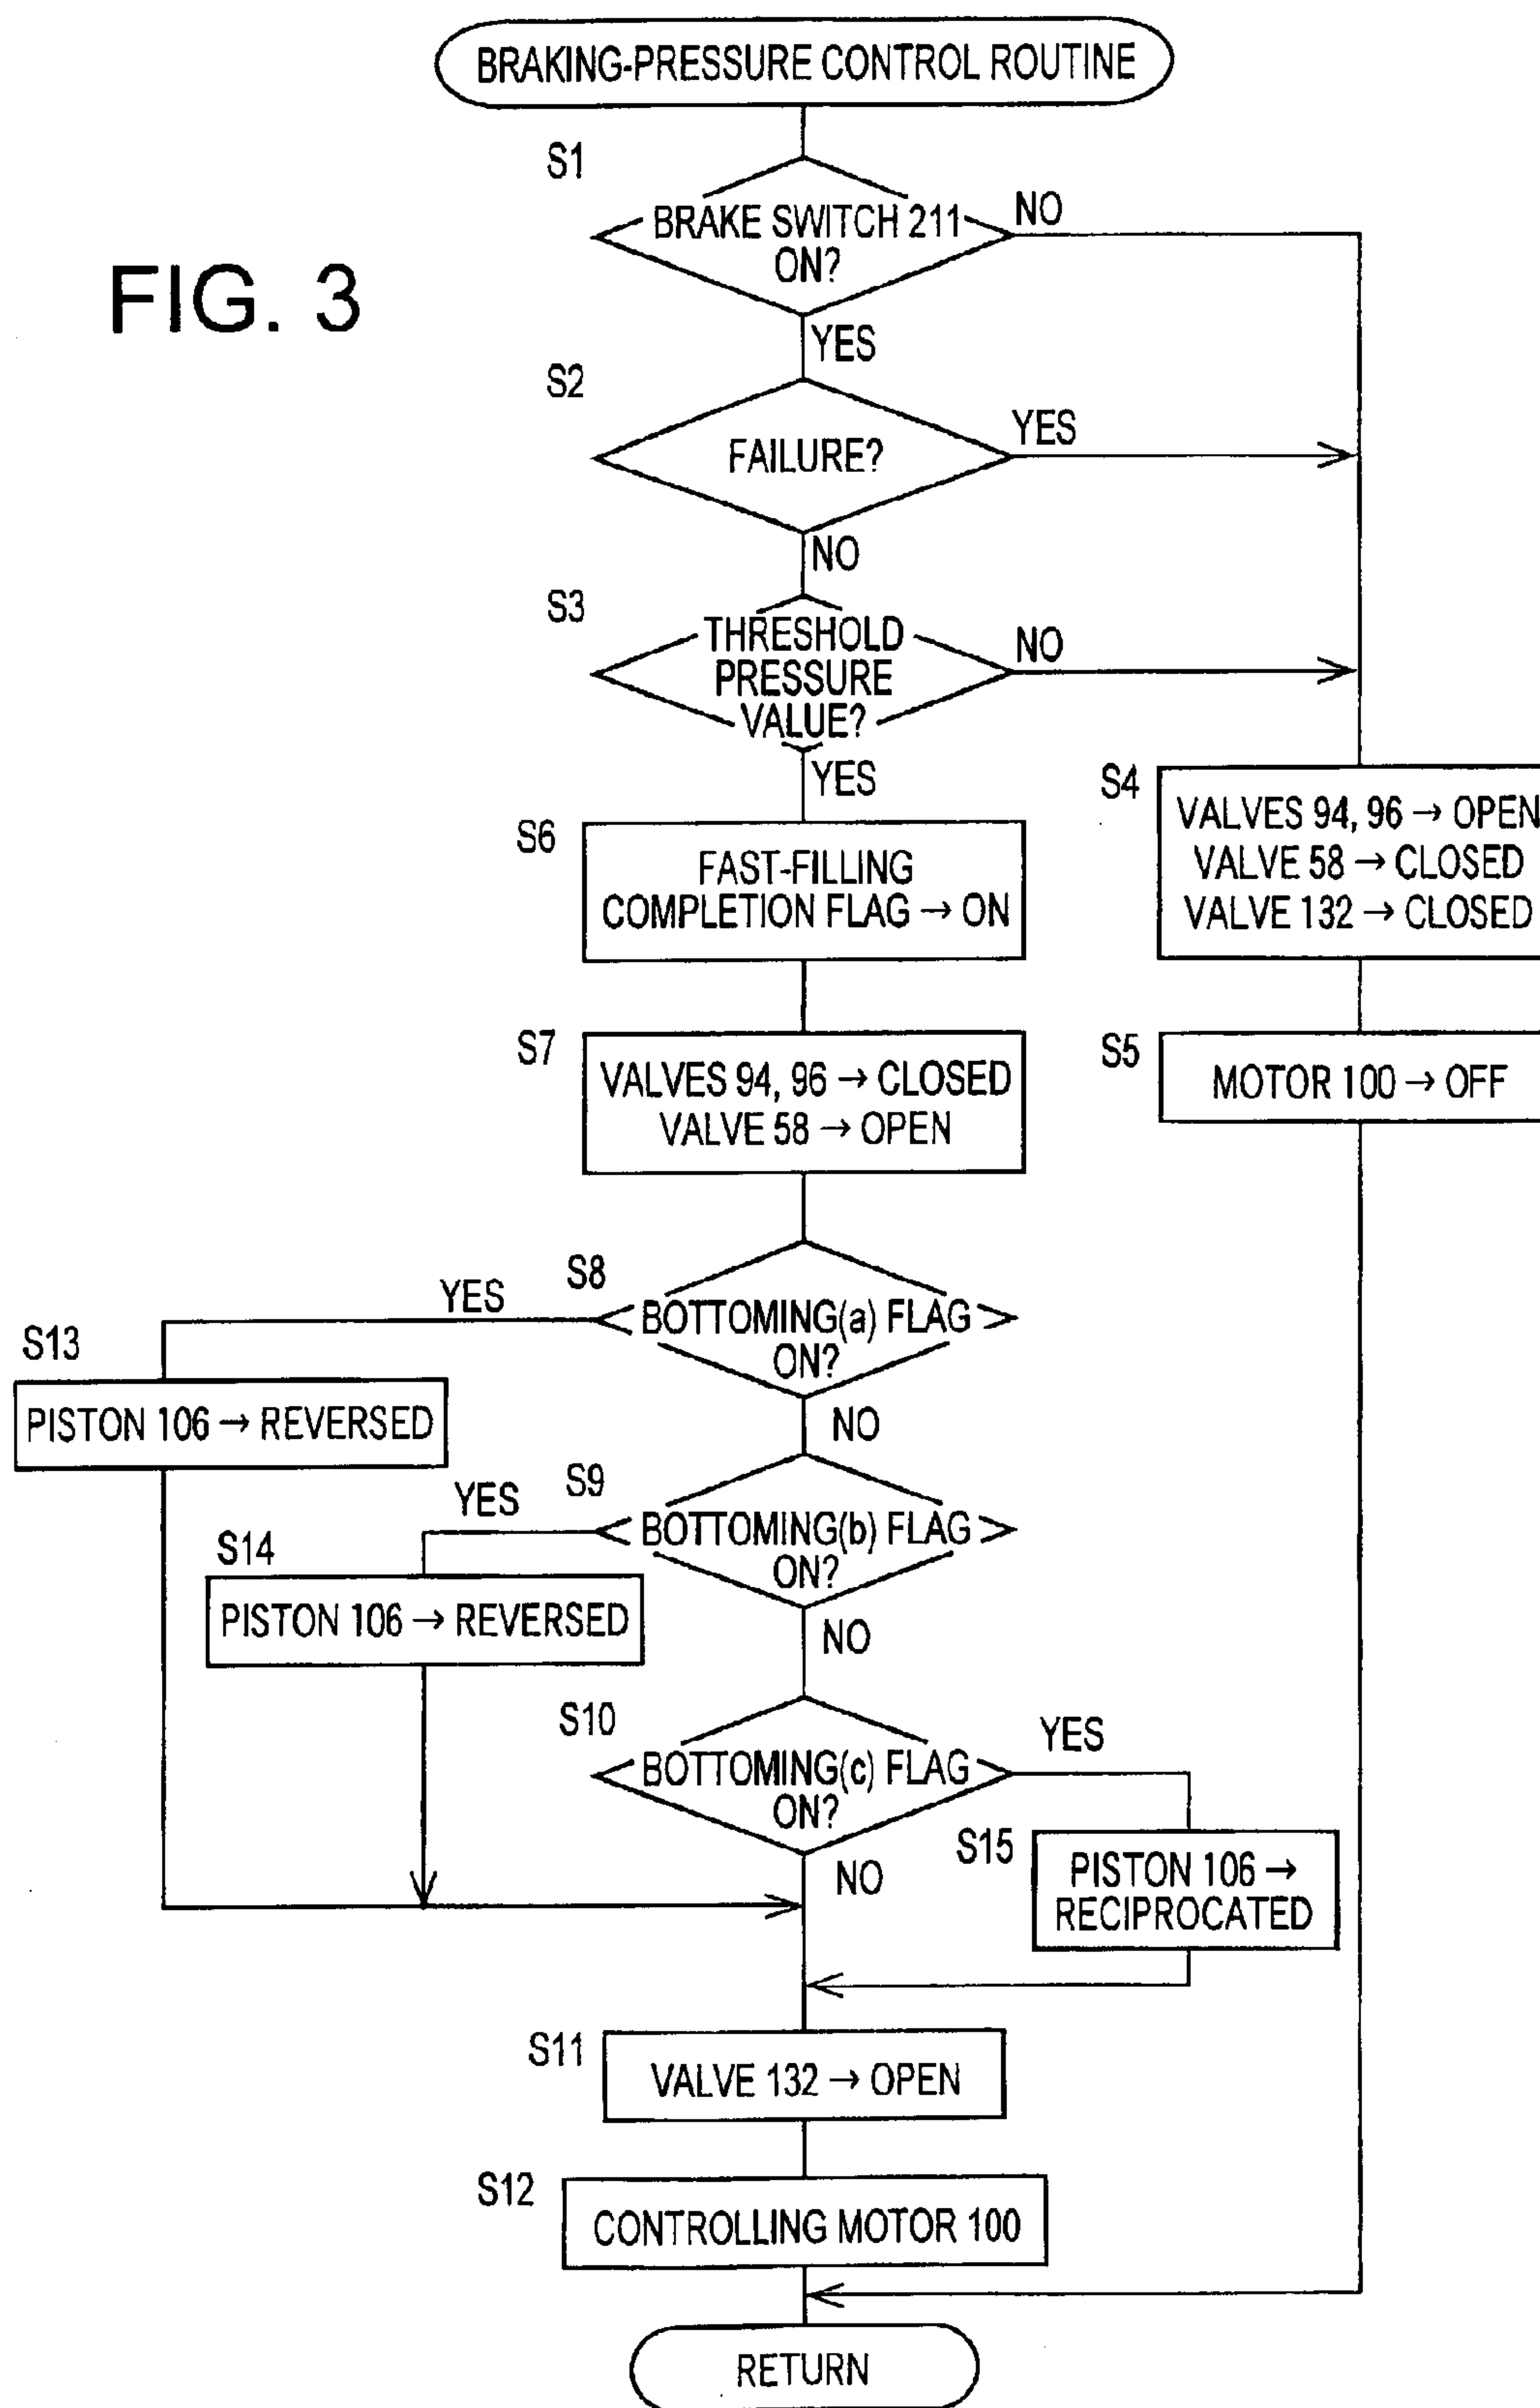 BRAKING-PRESSURE CONTROL ROUTINE
FIG. 3
S1
BRAKE SWITCH 211
ON?
NO
YES
S2
FAILURE?
YES
NO
S3
THRESHOLD
PRESSURE
VALUE?
NO
YES
S4
VALVES 94, 96 → OPEN
VALVE 58 → CLOSED
VALVE 132 → CLOSED
S5
MOTOR 100 → OFF
S6
FAST-FILLING
COMPLETION FLAG → ON
S7
VALVES 94, 96 → CLOSED
VALVE 58 → OPEN
S8
BOTTOMING(a) FLAG
ON?
YES
NO
S13
PISTON 106 → REVERSED
S9
BOTTOMING(b) FLAG
ON?
YES
NO
S14
PISTON 106 → REVERSED
S10
BOTTOMING(c) FLAG
ON?
YES
NO
S15
PISTON 106 →
RECIPROCATED
S11
VALVE 132 → OPEN
S12
CONTROLLING MOTOR 100
RETURN